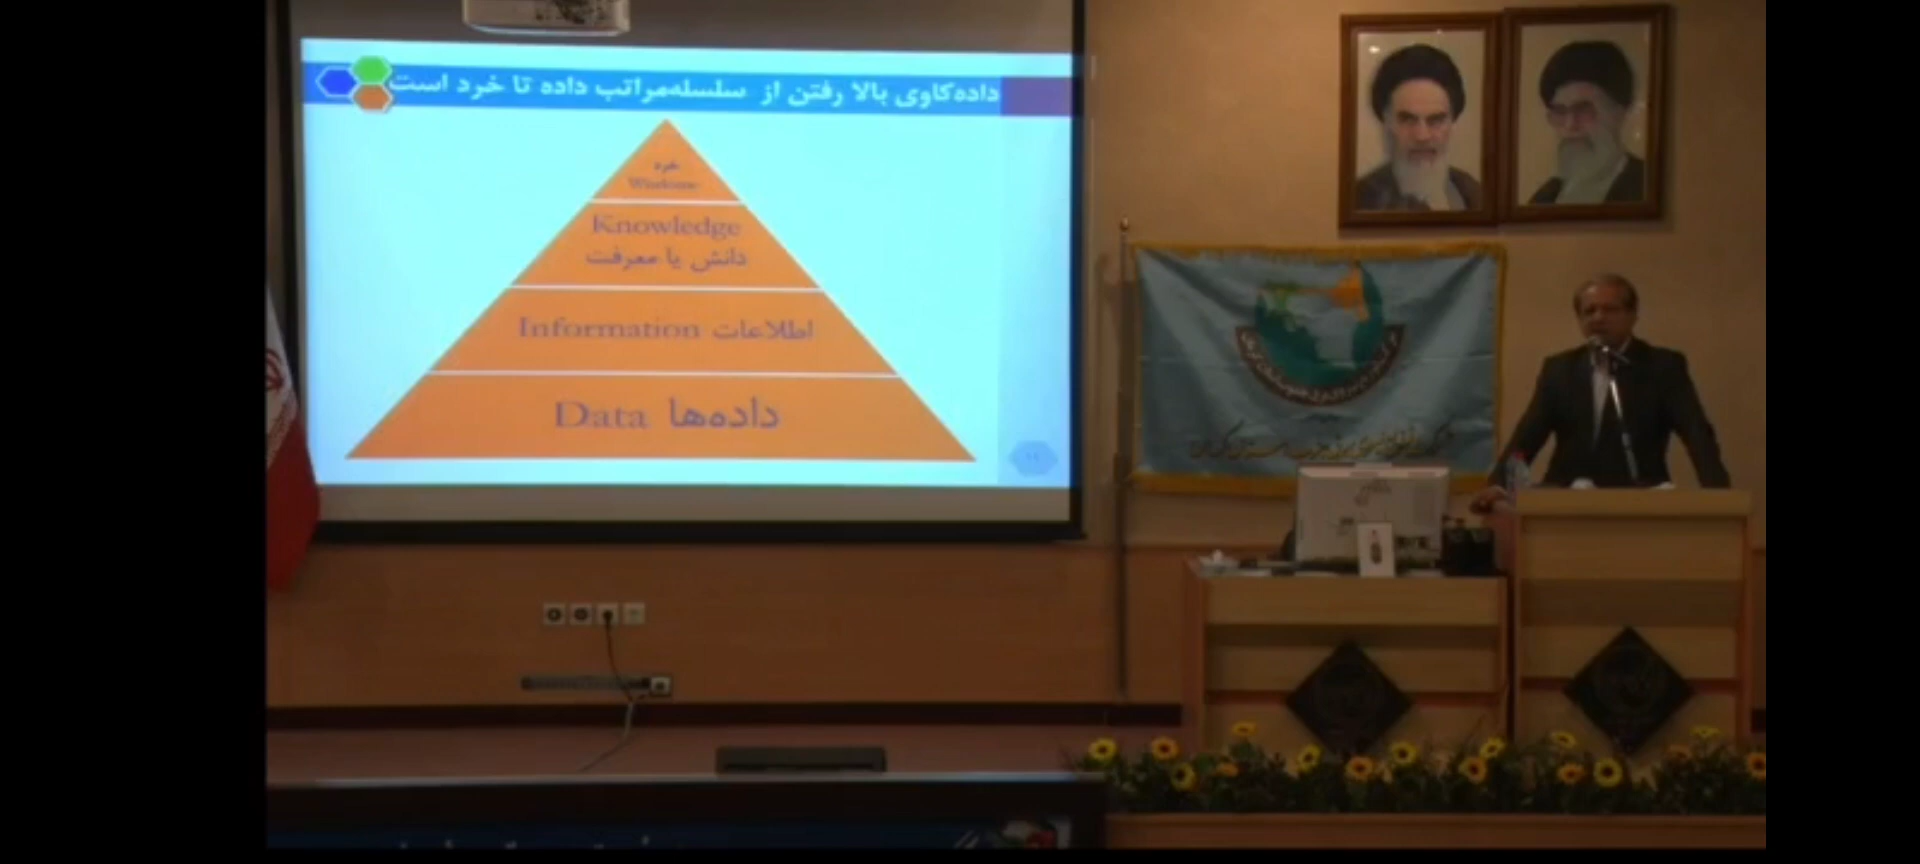 داده‌کاوی بالا رفتن از سلسله‌مراتب داده تا خرد است
خرد
Knowledge
دانش یا معرفت
Information اطلاعات
Data داده‌ها